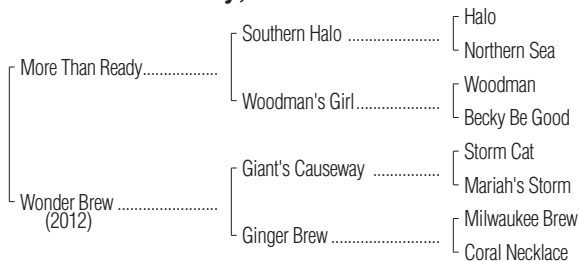 Halo
Southern Halo .....................
Northern Sea
More Than Ready.................
Woodman
Woodman's Girl...................
Becky Be Good
Storm Cat
Giant's Causeway ................
Mariah's Storm
Wonder Brew ......................
(2012)
Milwaukee Brew
Ginger Brew ........................
Coral Necklace